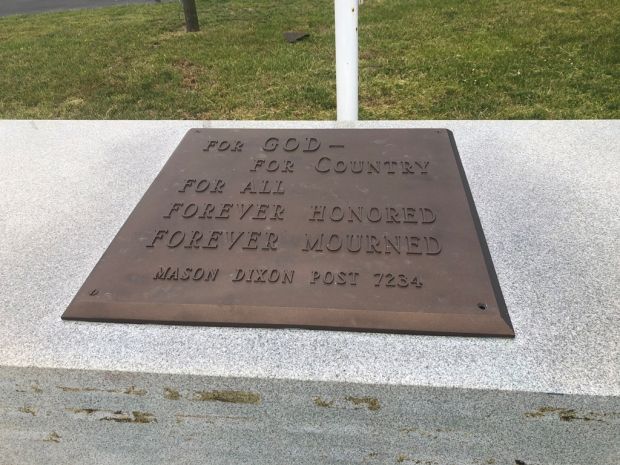 FOR GOD —
FOR COUNTRY
FOR ALL
FOREVER HONORED
FOREVER MOURNED
MASON DIXON POST 7234